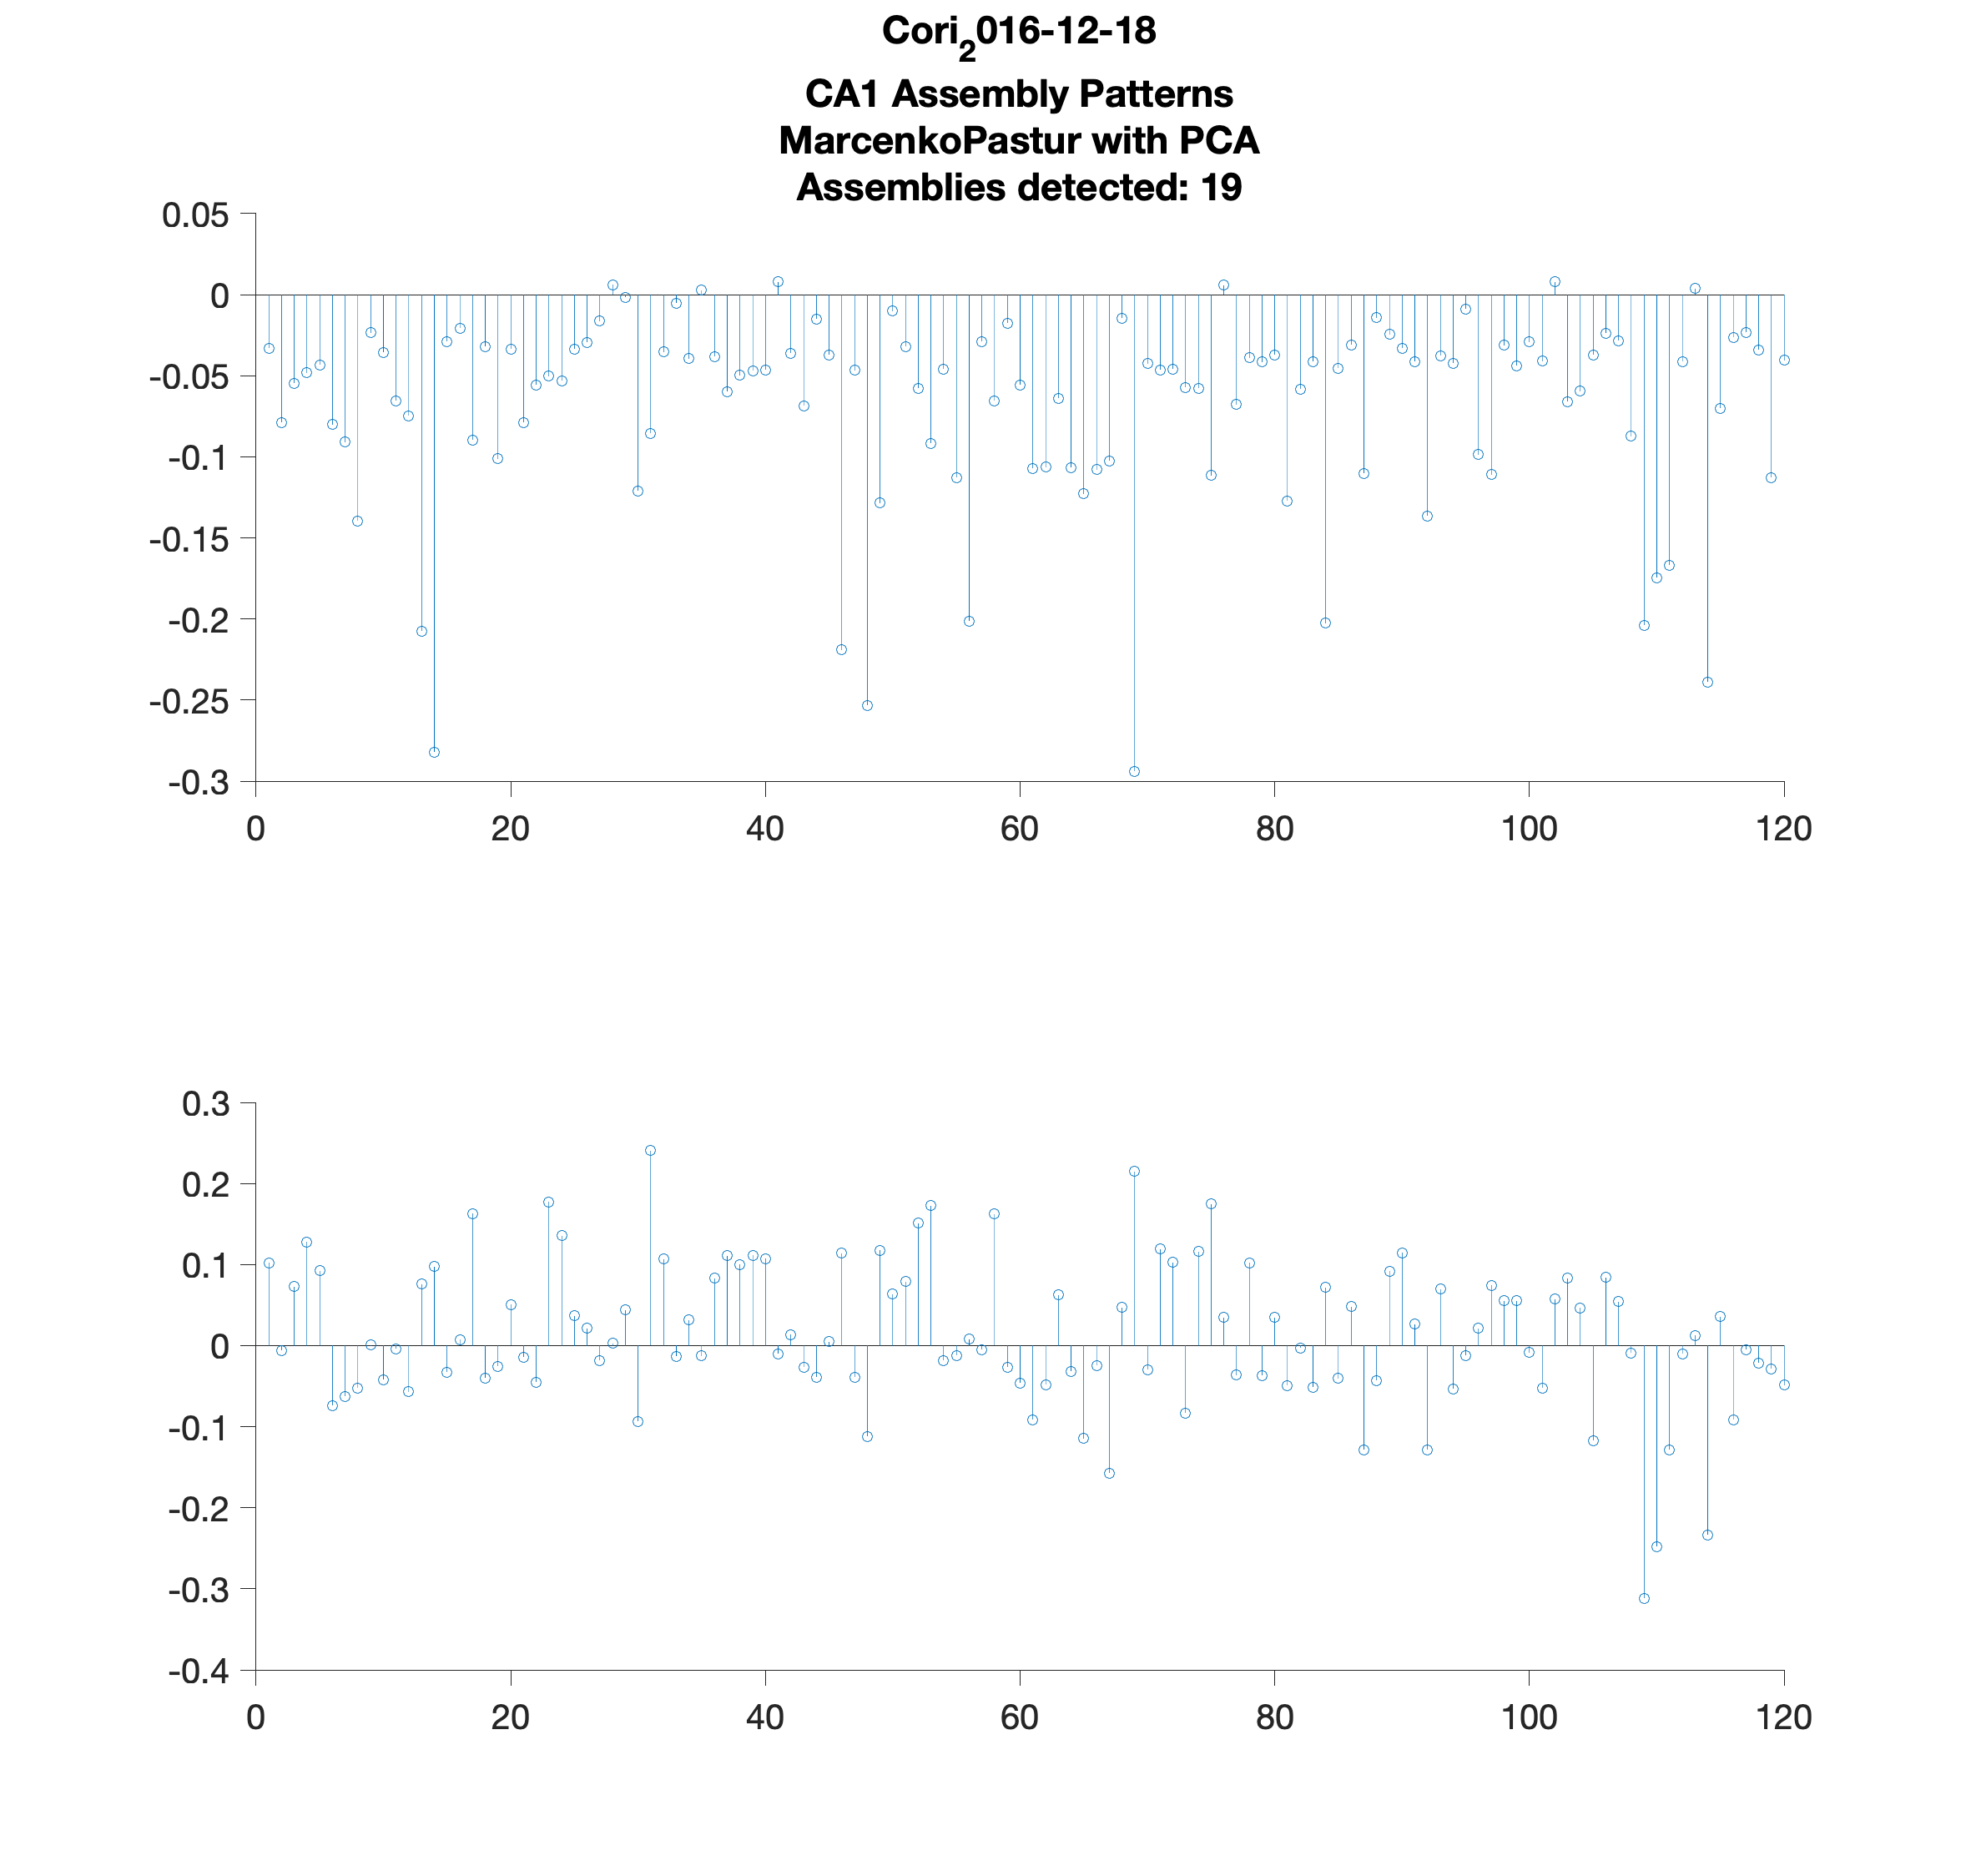 Cori2016-12-18
CA1 Assembly Patterns
MarcenkoPastur with PCA
Assemblies detected: 19
0.05
0
-0.05
-0.1
-0.15
-0.2
-0.25
-0.3
0 20 40 60 80 100 120
0.3
0.2
0.1
0
-0.1
-0.2
-0.3
-0.4
0 20 40 60 80 100 120